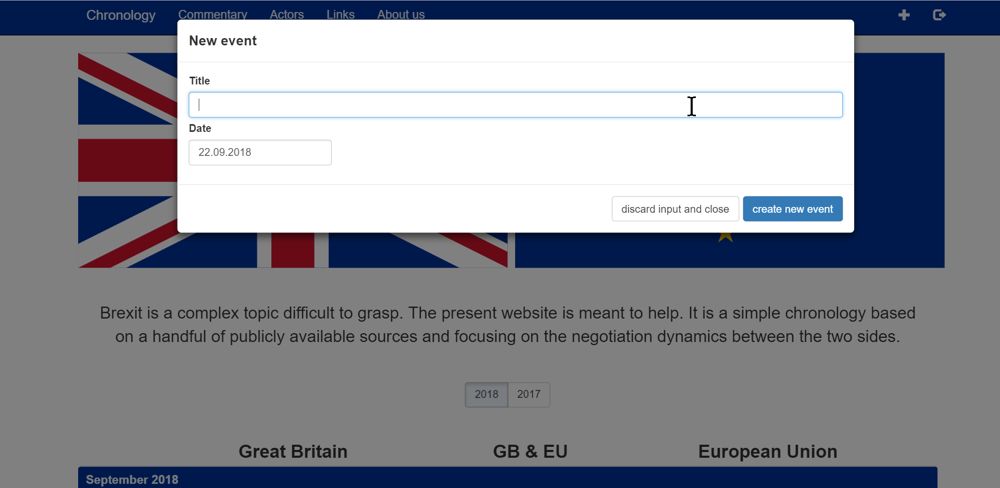 Chronology Commentary Actors Links About us
New event
Title
Date
22.09.2018
discard input and close create new event
Brexit is a complex topic difficult to grasp. The present website is meant to help. It is a simple chronology based
on a handful of publicly available sources and focusing on the negotiation dynamics between the two sides.
2018 2017
Great Britain GB & EU European Union
September 2018